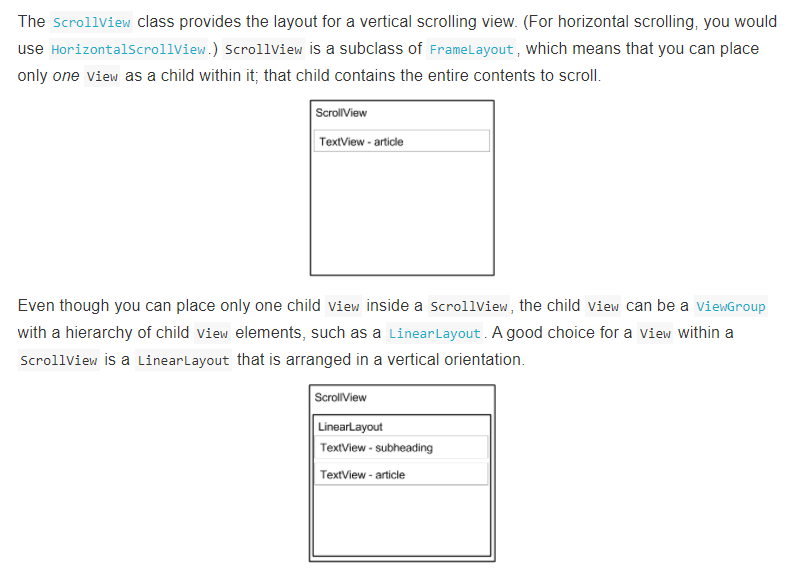 The ScrollView class provides the layout for a vertical scrolling view. (For horizontal scrolling, you would
use HorizontalScrollView.) ScrollView is a subclass of FrameLayout, which means that you can place
only one View as a child within it; that child contains the entire contents to scroll.
ScrollView
TextView - article
Even though you can place only one child View inside a ScrollView, the child View can be a ViewGroup
with a hierarchy of child View elements, such as a LinearLayout. A good choice for a View within a
ScrollView is a LinearLayout that is arranged in a vertical orientation.
ScrollView
LinearLayout
TextView - subheading
TextView - article